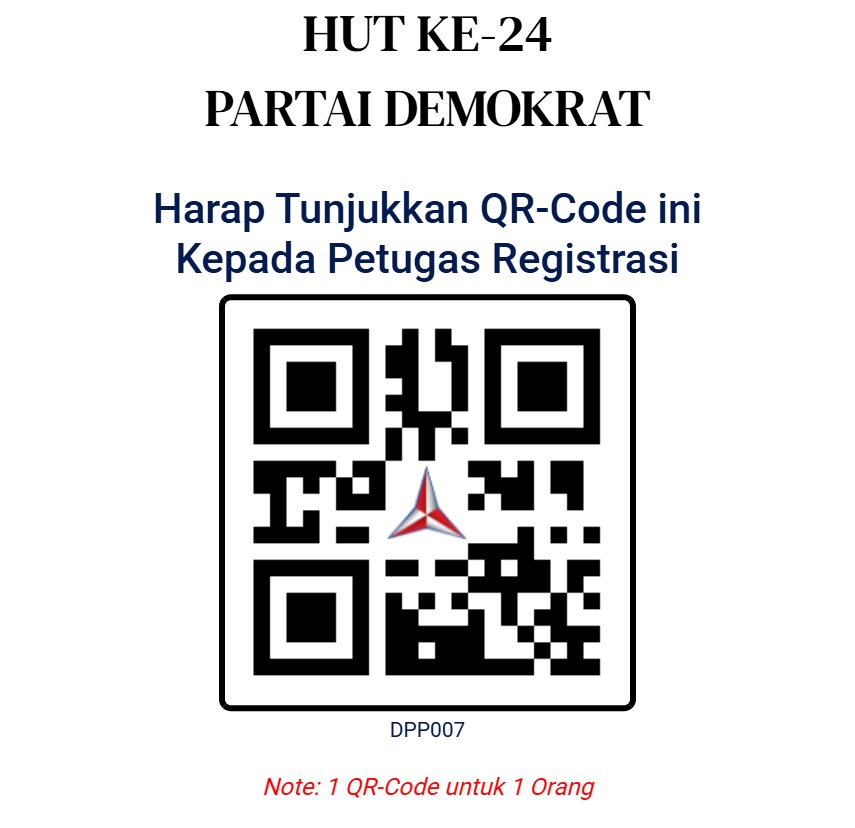 HUT KE-24
PARTAI DEMOKRAT
Harap Tunjukkan QR-Code ini
Kepada Petugas Registrasi
DPP007
Note: 1 QR-Code untuk 1 Orang